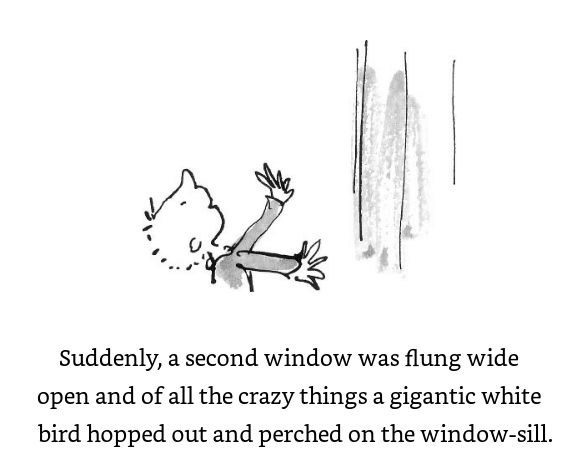 Suddenly, a second window was flung wide
open and of all the crazy things a gigantic white
bird hopped out and perched on the window-sill.